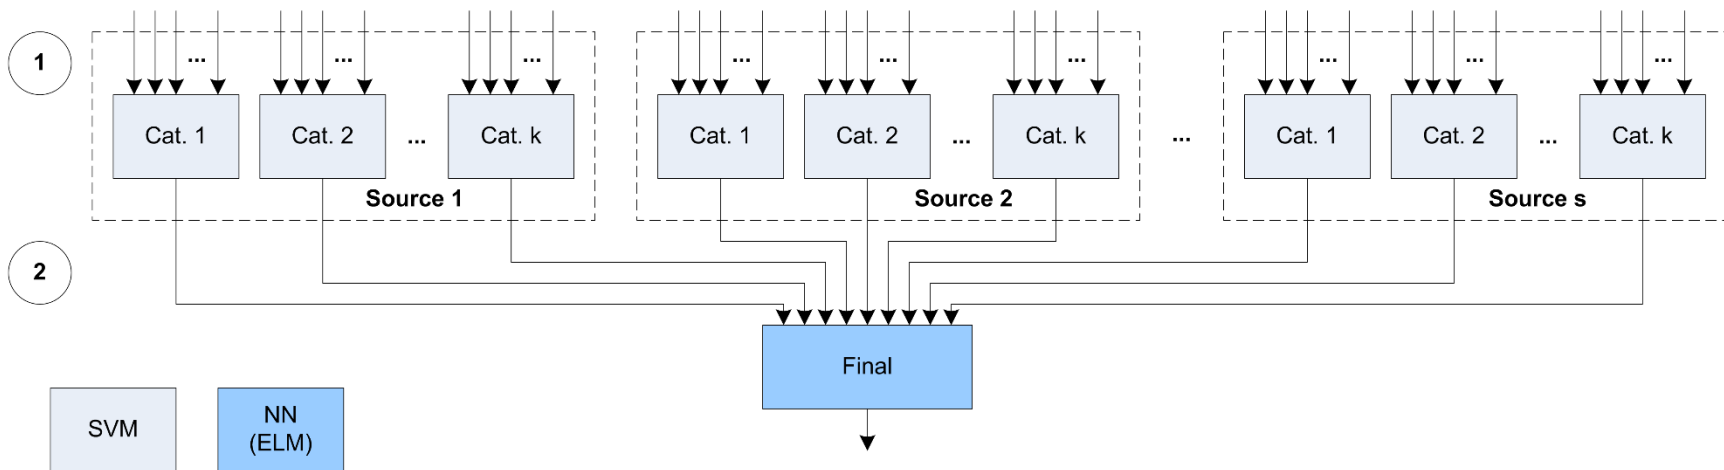 1
... ... ... ... ... ... ... ... ...
Cat. 1 Cat. 2 ... Cat. k Cat. 1 Cat. 2 ... Cat. k ... Cat. 1 Cat. 2 ... Cat. k
Source 1 Source 2 Source s
2
Final
SVM
NN
(ELM)